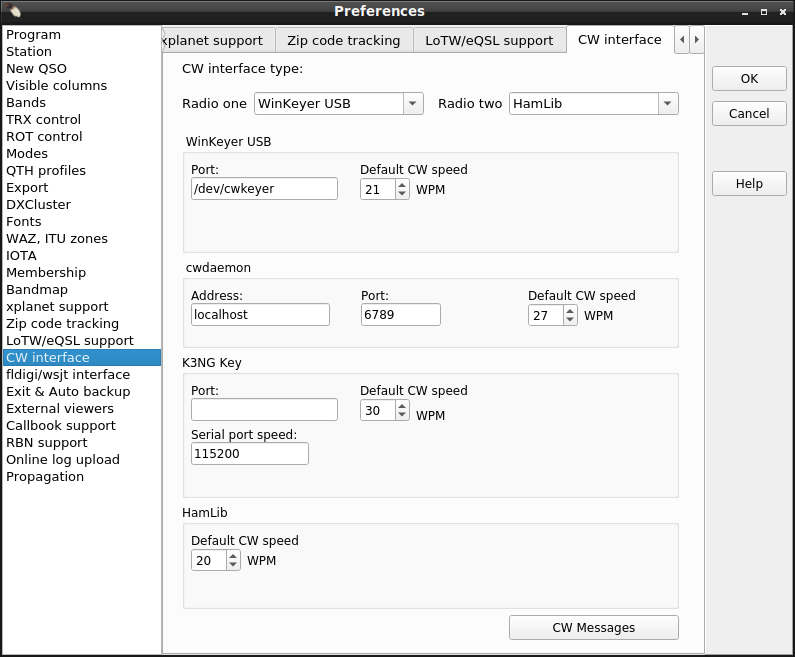 Preferences
Program
Station
New QSO
Visible columns
Bands
TRX control
ROT control
Modes
QTH profiles
Export
DXCluster
Fonts
WAZ, ITU zones
IOTA
Membership
Bandmap
xplanet support
Zip code tracking
LoTW/eQSL support
CW interface
fldigi/wsjt interface
Exit & Auto backup
External viewers
Callbook support
RBN support
Online log upload
Propagation
xplanet support Zip code tracking LoTW/eQSL support CW interface
CW interface type:
Radio one WinKeyer USB Radio two HamLib
WinKeyer USB
Port: Default CW speed
/dev/cwkeyer 21 WPM
cwdaemon
Address: Port: Default CW speed
localhost 6789 27 WPM
K3NG Key
Port: Default CW speed
30 WPM
Serial port speed:
115200
HamLib
Default CW speed
20 WPM
CW Messages
OK
Cancel
Help